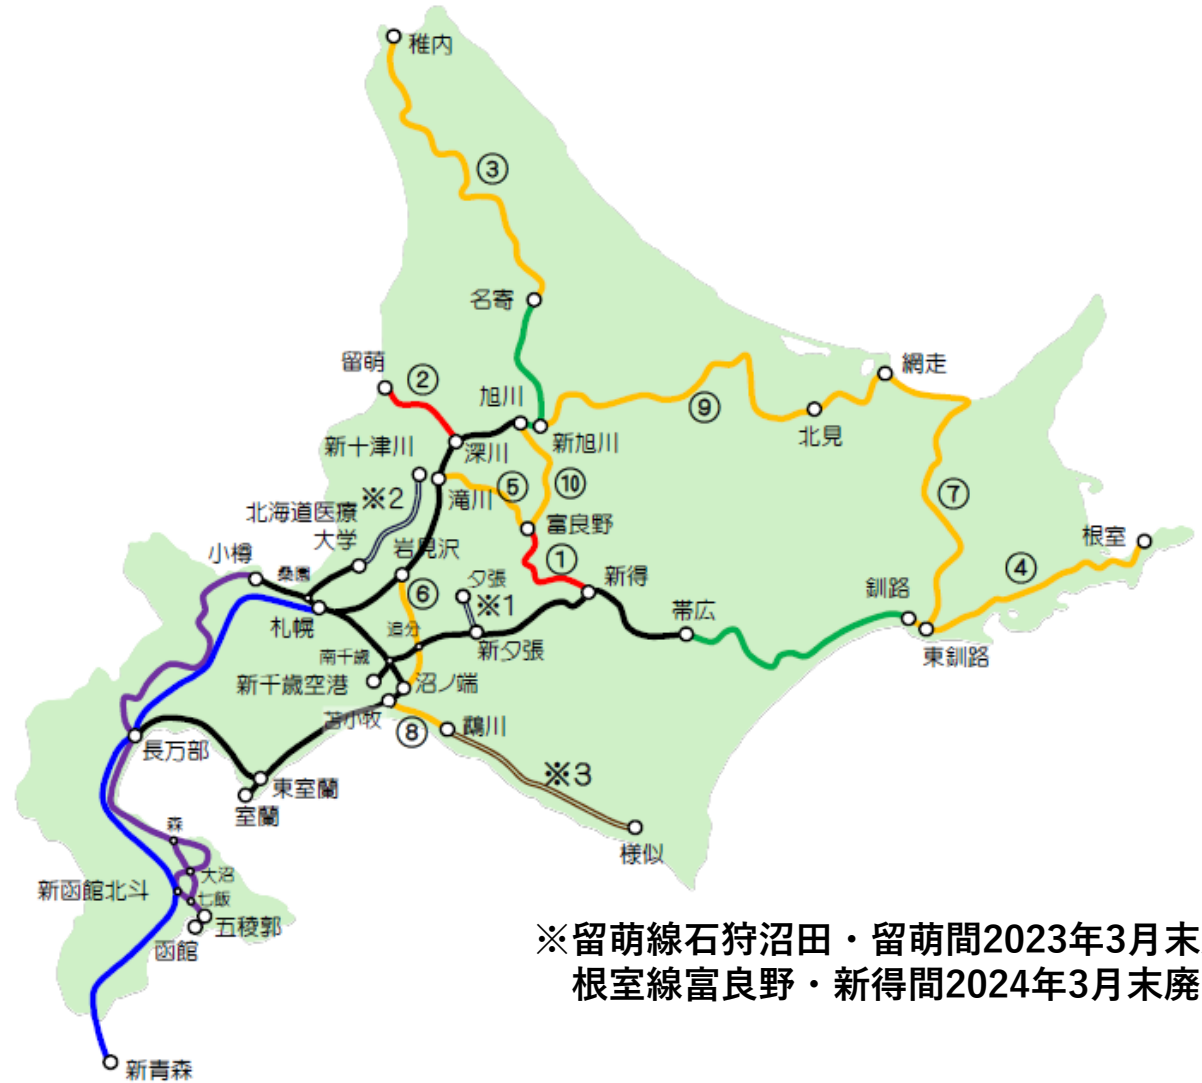 稚内
③
名寄
留萌
②
旭川
網走
⑨
新旭川
北見
新十津川
深川
※2
滝川
⑤
⑩
⑦
北海道医療
大学
富良野
根室
小樽
桑園
岩見沢
①
新得
④
夕張
※1
⑥
釧路
札幌
追分
帯広
新夕張
東釧路
南千歳
新千歳空港
沼ノ端
苫小牧
⑧
鵡川
長万部
※3
東室蘭
室蘭
森
様似
大沼
新函館北斗
七飯
五稜郭
函館
※留萌線石狩沼田・留萌間2023年3月末
根室線富良野・新得間2024年3月末廃
新青森